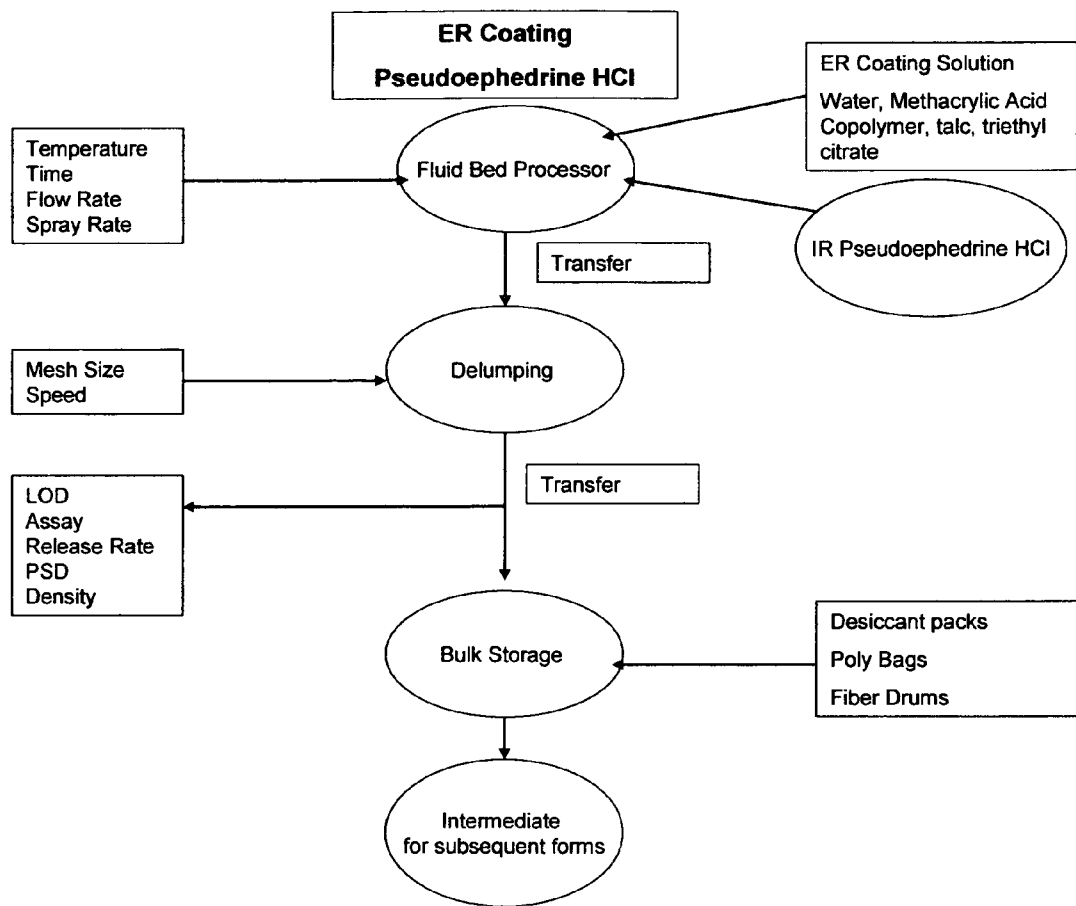 ER Coating
Pseudoephedrine HCl
ER Coating Solution
Water, Methacrylic Acid
Copolymer, talc, triethyl
citrate
Temperature
Time
Flow Rate
Spray Rate
Fluid Bed Processor
IR Pseudoephedrine HCl
Transfer
Mesh Size
Speed
Delumping
Transfer
LOD
Assay
Release Rate
PSD
Density
Bulk Storage
Desiccant packs
Poly Bags
Fiber Drums
Intermediate
for subsequent forms